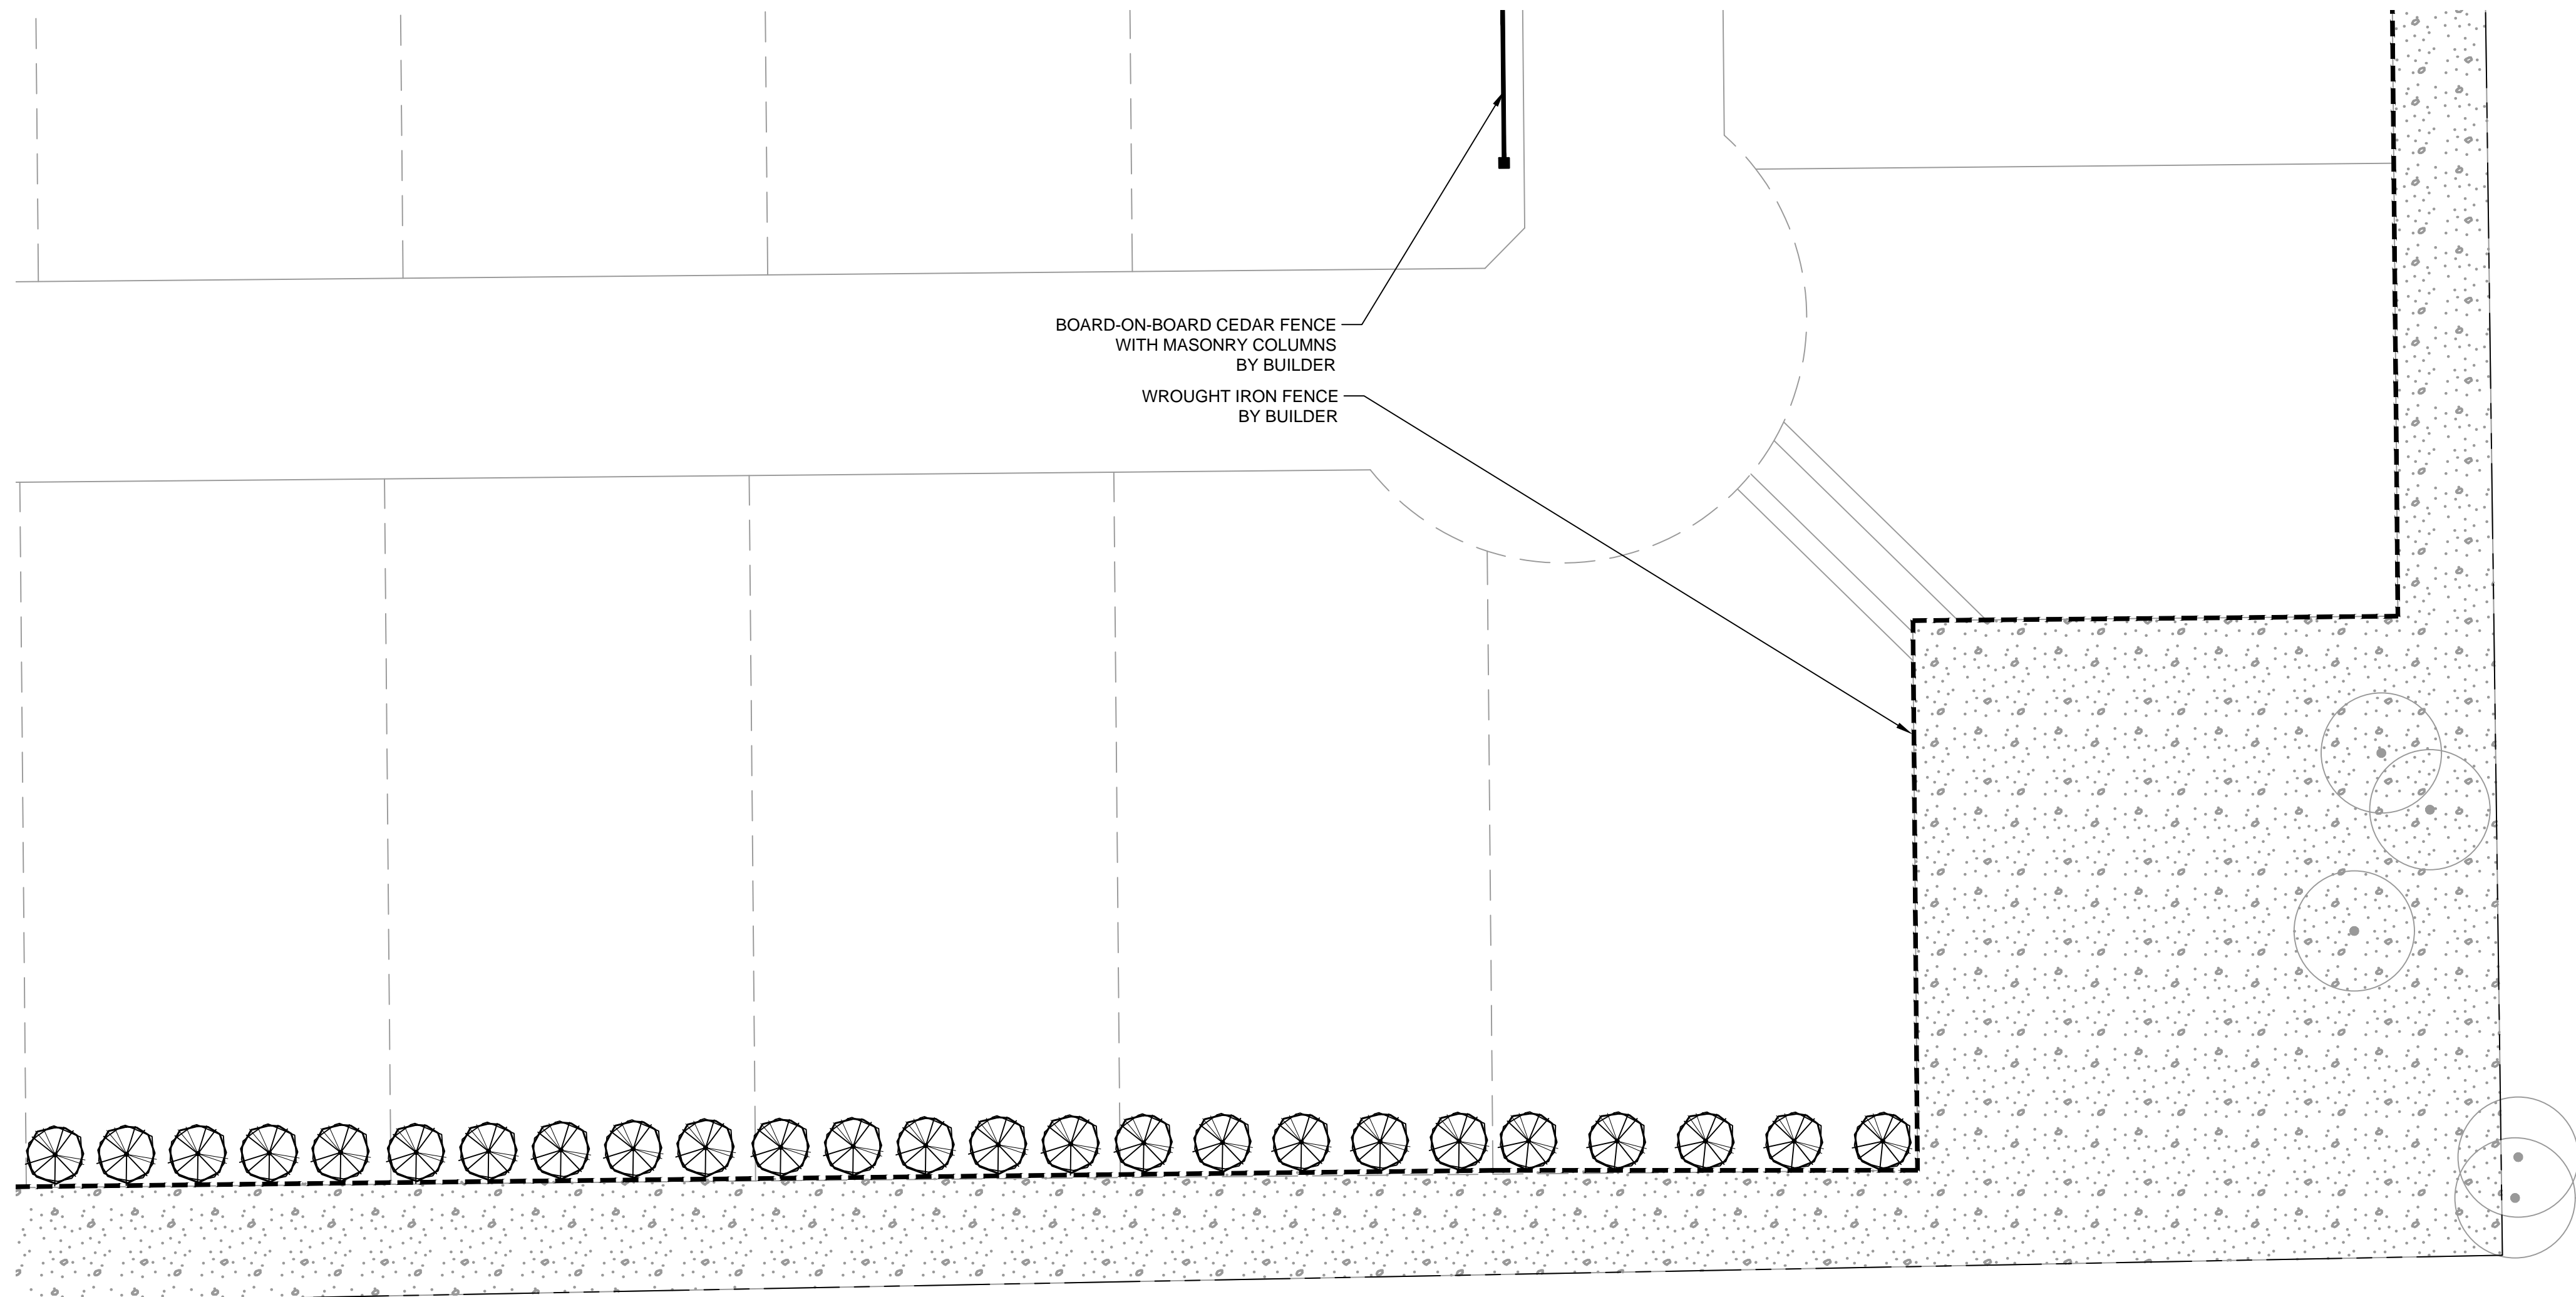 BOARD-ON-BOARD CEDAR FENCE
WITH MASONRY COLUMNS
BY BUILDER
WROUGHT IRON FENCE
BY BUILDER